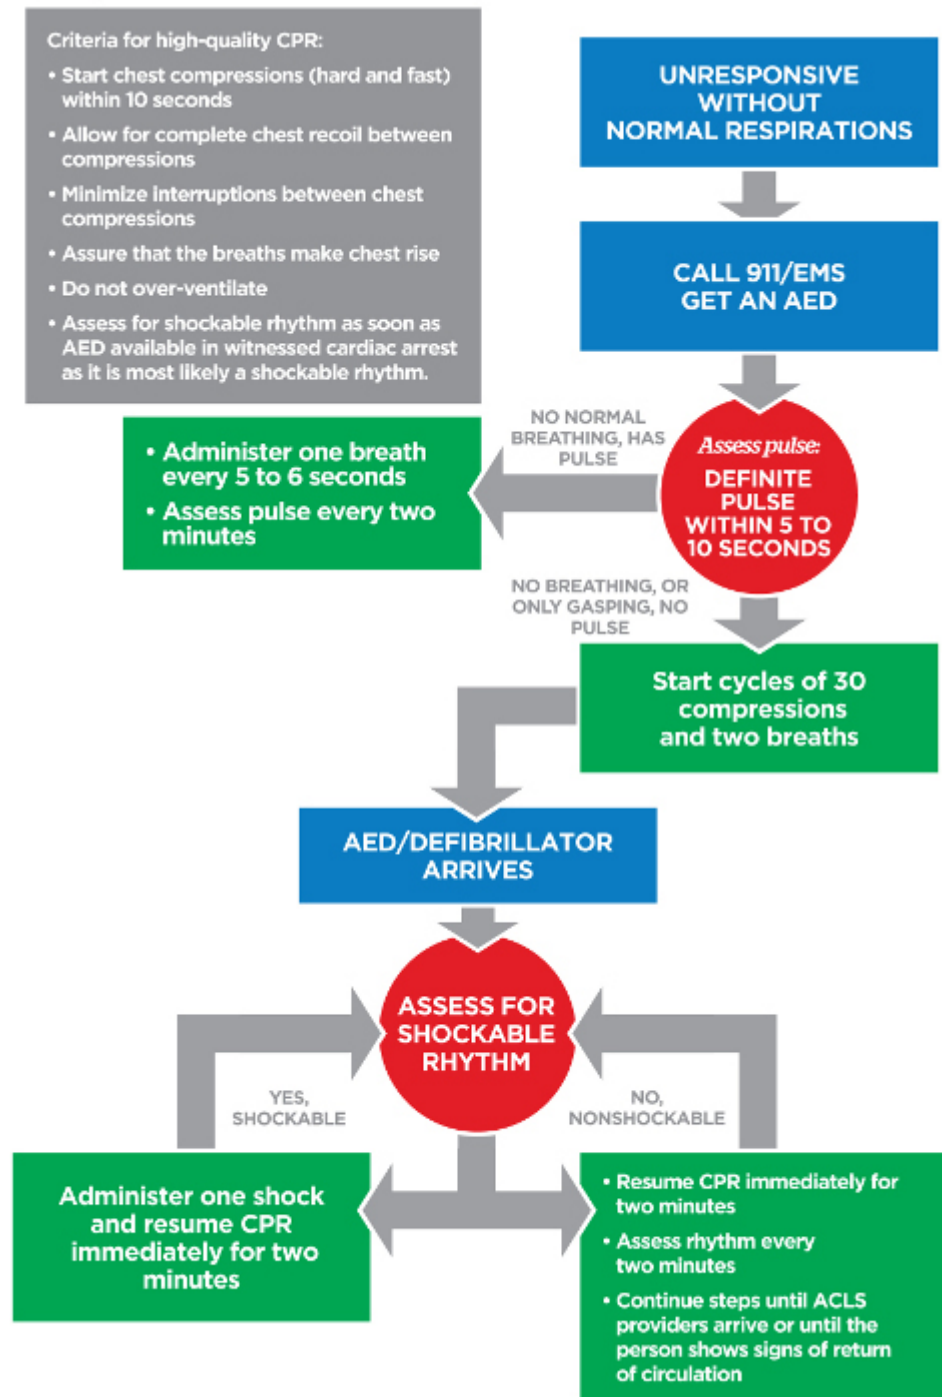 Criteria for high-quality CPR:
• Start chest compressions (hard and fast)
within 10 seconds
• Allow for complete chest recoil between
compressions
• Minimize interruptions between chest
compressions
• Assure that the breaths make chest rise
• Do not over-ventilate
• Assess for shockable rhythm as soon as
AED available in witnessed cardiac arrest
as it is most likely a shockable rhythm.
UNRESPONSIVE
WITHOUT
NORMAL RESPIRATIONS
CALL 911/EMS
GET AN AED
Assess pulse:
DEFINITE
PULSE
WITHIN 5 TO
10 SECONDS
NO NORMAL
BREATHING, HAS
PULSE
• Administer one breath
every 5 to 6 seconds
• Assess pulse every two
minutes
NO BREATHING, OR
ONLY GASPING, NO
PULSE
Start cycles of 30
compressions
and two breaths
AED/DEFIBRILLATOR
ARRIVES
ASSESS FOR
SHOCKABLE
RHYTHM
YES,
SHOCKABLE
NO,
NONSHOCKABLE
Administer one shock
and resume CPR
immediately for two
minutes
• Resume CPR immediately for
two minutes
• Assess rhythm every
two minutes
• Continue steps until ACLS
providers arrive or until the
person shows signs of return
of circulation